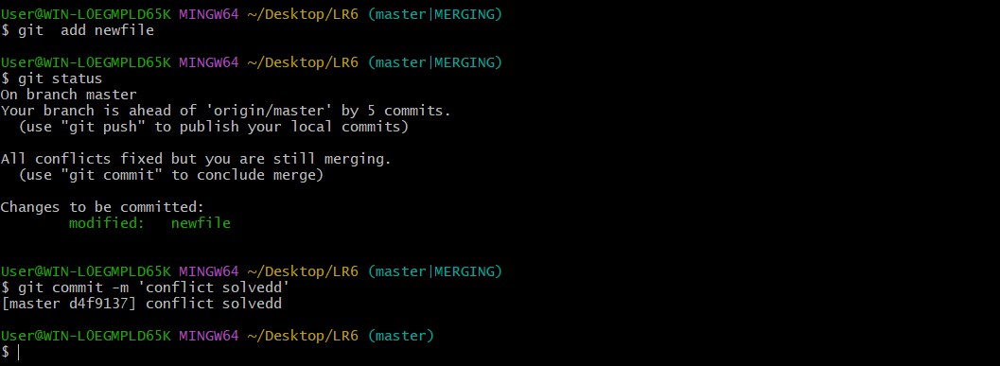 User@WIN-LOEGMPLD65K MINGW64 ~/Desktop/LR6 (master|MERGING)
$ git  add newfile
User@WIN-LOEGMPLD65K MINGW64 ~/Desktop/LR6 (master|MERGING)
$ git status
On branch master
Your branch is ahead of 'origin/master' by 5 commits.
  (use "git push" to publish your local commits)
All conflicts fixed but you are still merging.
  (use "git commit" to conclude merge)
Changes to be committed:
        modified:   newfile
User@WIN-LOEGMPLD65K MINGW64 ~/Desktop/LR6 (master|MERGING)
$ git commit -m 'conflict solvedd'
[master d4f9137] conflict solvedd
User@WIN-LOEGMPLD65K MINGW64 ~/Desktop/LR6 (master)
$